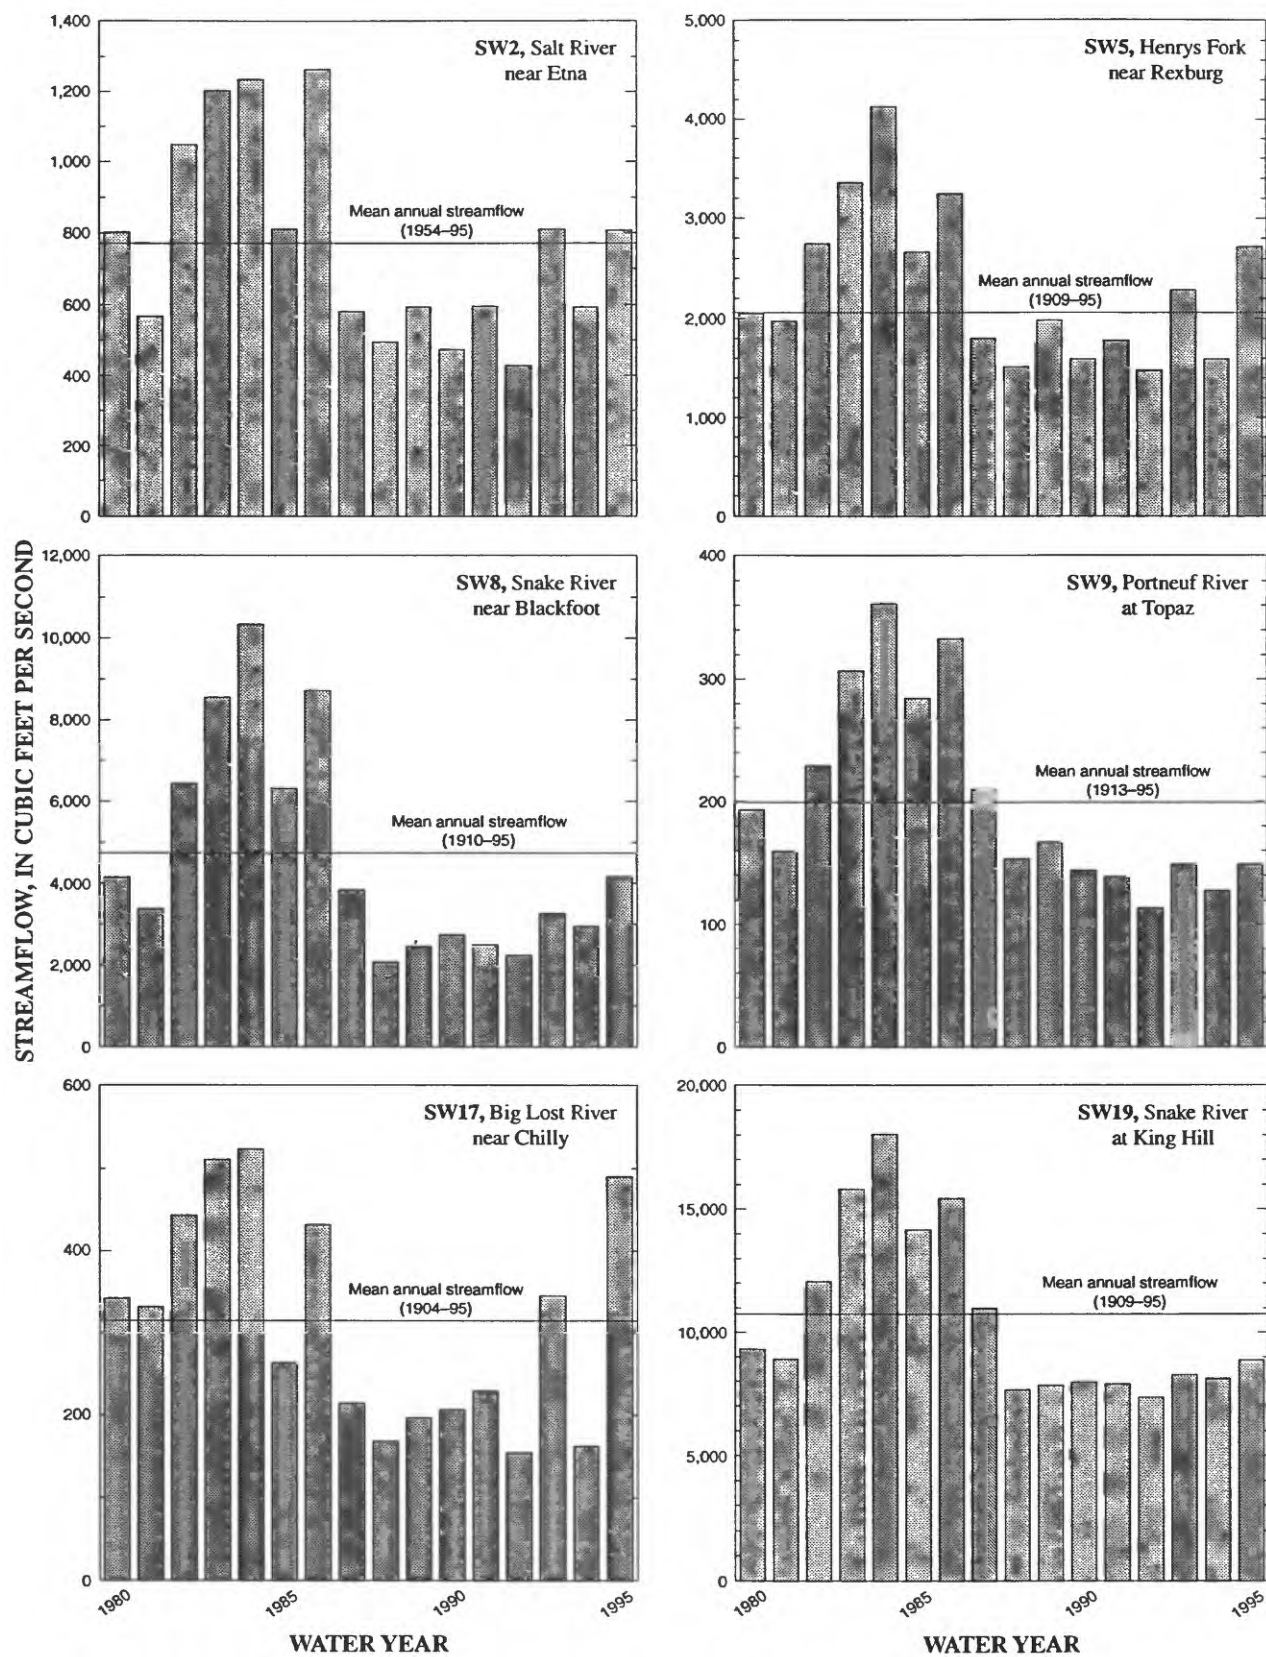 STREAMFLOW, IN CUBIC FEET PER SECOND
1,400
1,200
1,000
800
600
400
200
0
SW2, Salt River
near Etna
Mean annual streamflow
(1954–95)
5,000
4,000
3,000
2,000
1,000
0
SW5, Henrys Fork
near Rexburg
Mean annual streamflow
(1909–95)
12,000
10,000
8,000
6,000
4,000
2,000
0
SW8, Snake River
near Blackfoot
Mean annual streamflow
(1910–95)
400
300
200
100
0
SW9, Portneuf River
at Topaz
Mean annual streamflow
(1913–95)
600
400
200
0
SW17, Big Lost River
near Chilly
Mean annual streamflow
(1904–95)
1980
1985
1990
1995
WATER YEAR
20,000
15,000
10,000
5,000
0
SW19, Snake River
at King Hill
Mean annual streamflow
(1909–95)
1980
1985
1990
1995
WATER YEAR